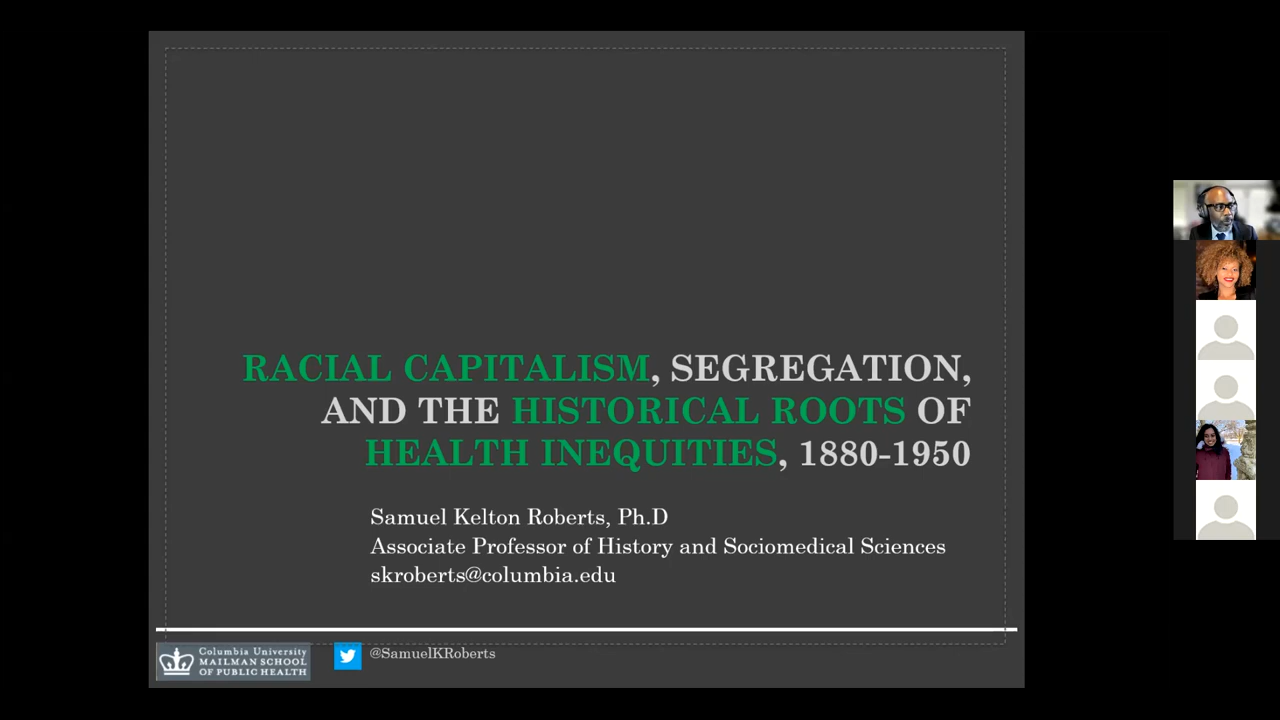 RACIAL CAPITALISM, SEGREGATION,
AND THE HISTORICAL ROOTS OF
HEALTH INEQUITIES, 1880-1950
Samuel Kelton Roberts, Ph.D
Associate Professor of History and Sociomedical Sciences
skroberts@columbia.edu
Columbia University
MAILMAN SCHOOL
OF PUBLIC HEALTH
@SamuelKRoberts